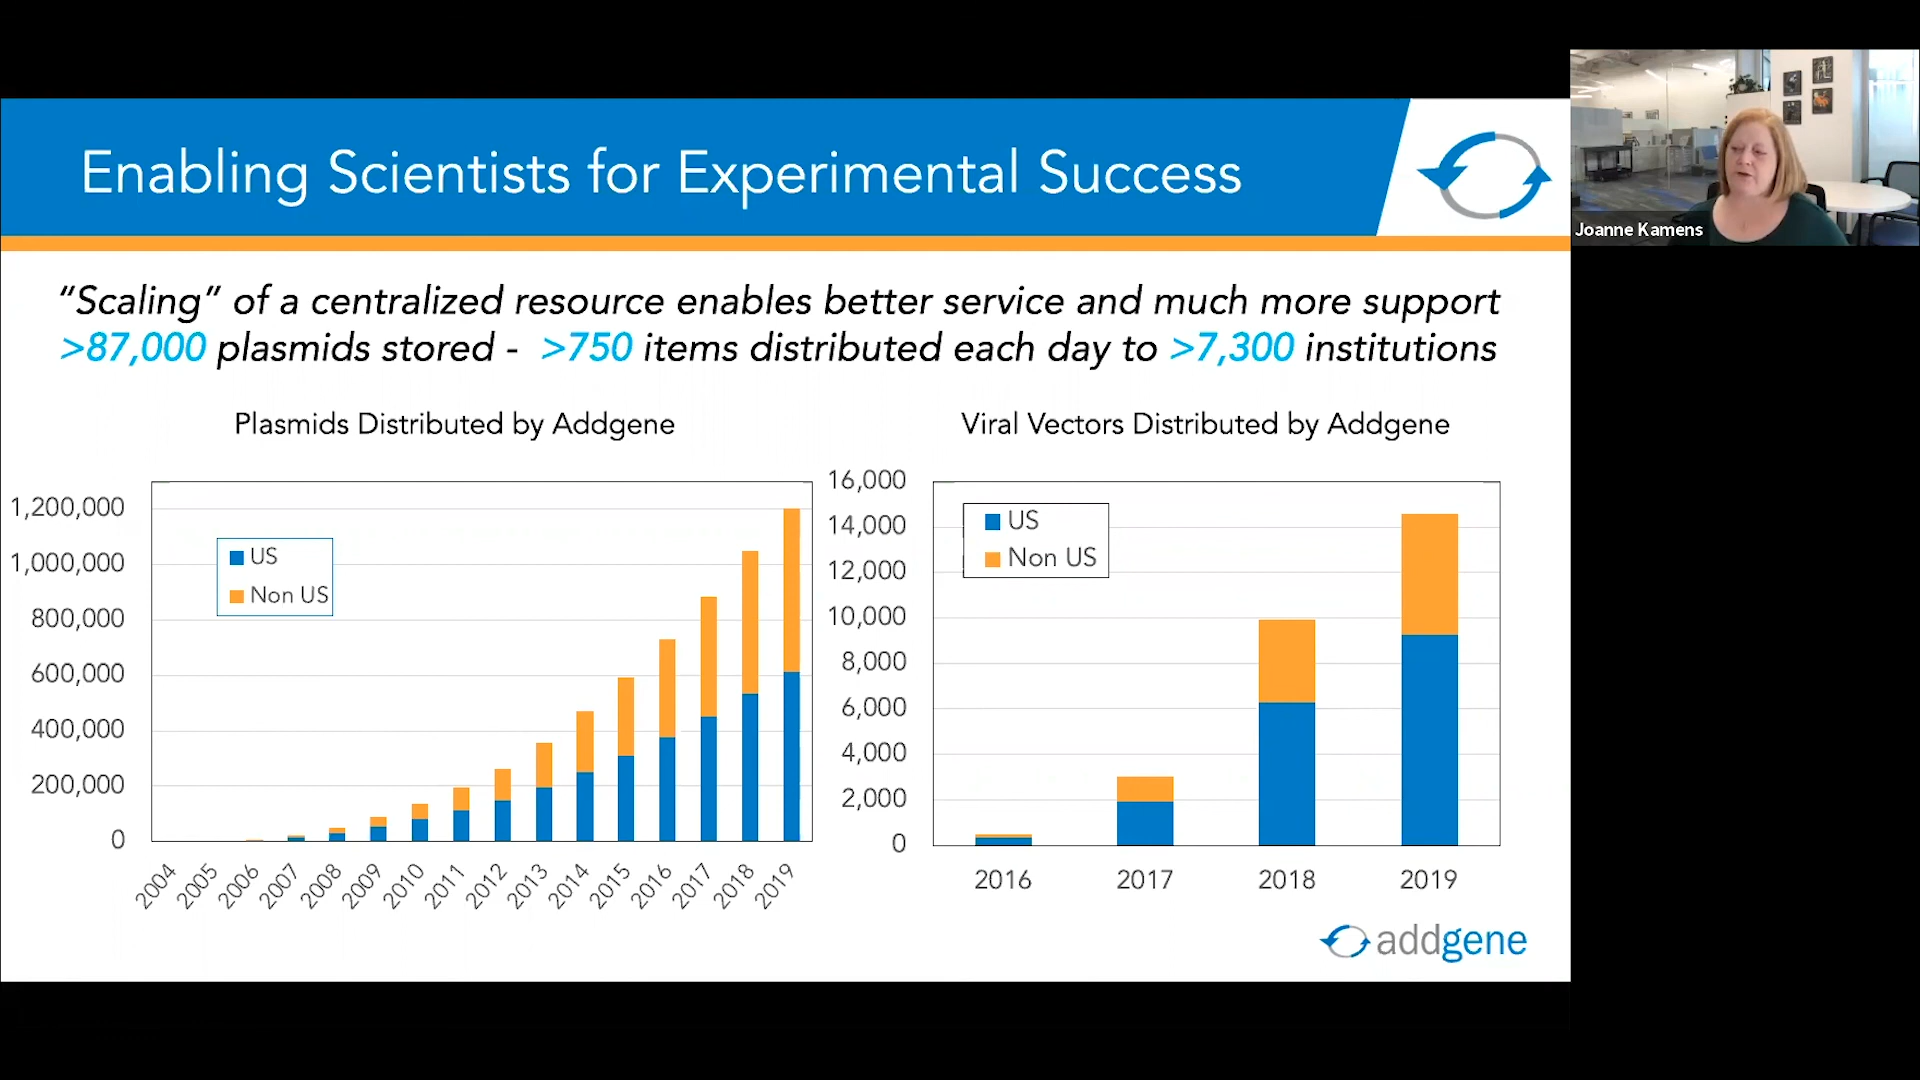 Enabling Scientists for Experimental Success
Joanne Kamens
“Scaling” of a centralized resource enables better service and much more support
>87,000 plasmids stored - >750 items distributed each day to >7,300 institutions
Plasmids Distributed by Addgene
1,200,000
1,000,000
800,000
600,000
400,000
200,000
0
US
Non US
2004 2005 2006 2007 2008 2009 2010 2011 2012 2013 2014 2015 2016 2017 2018 2019
Viral Vectors Distributed by Addgene
16,000
14,000
12,000
10,000
8,000
6,000
4,000
2,000
0
US
Non US
2016 2017 2018 2019
addgene